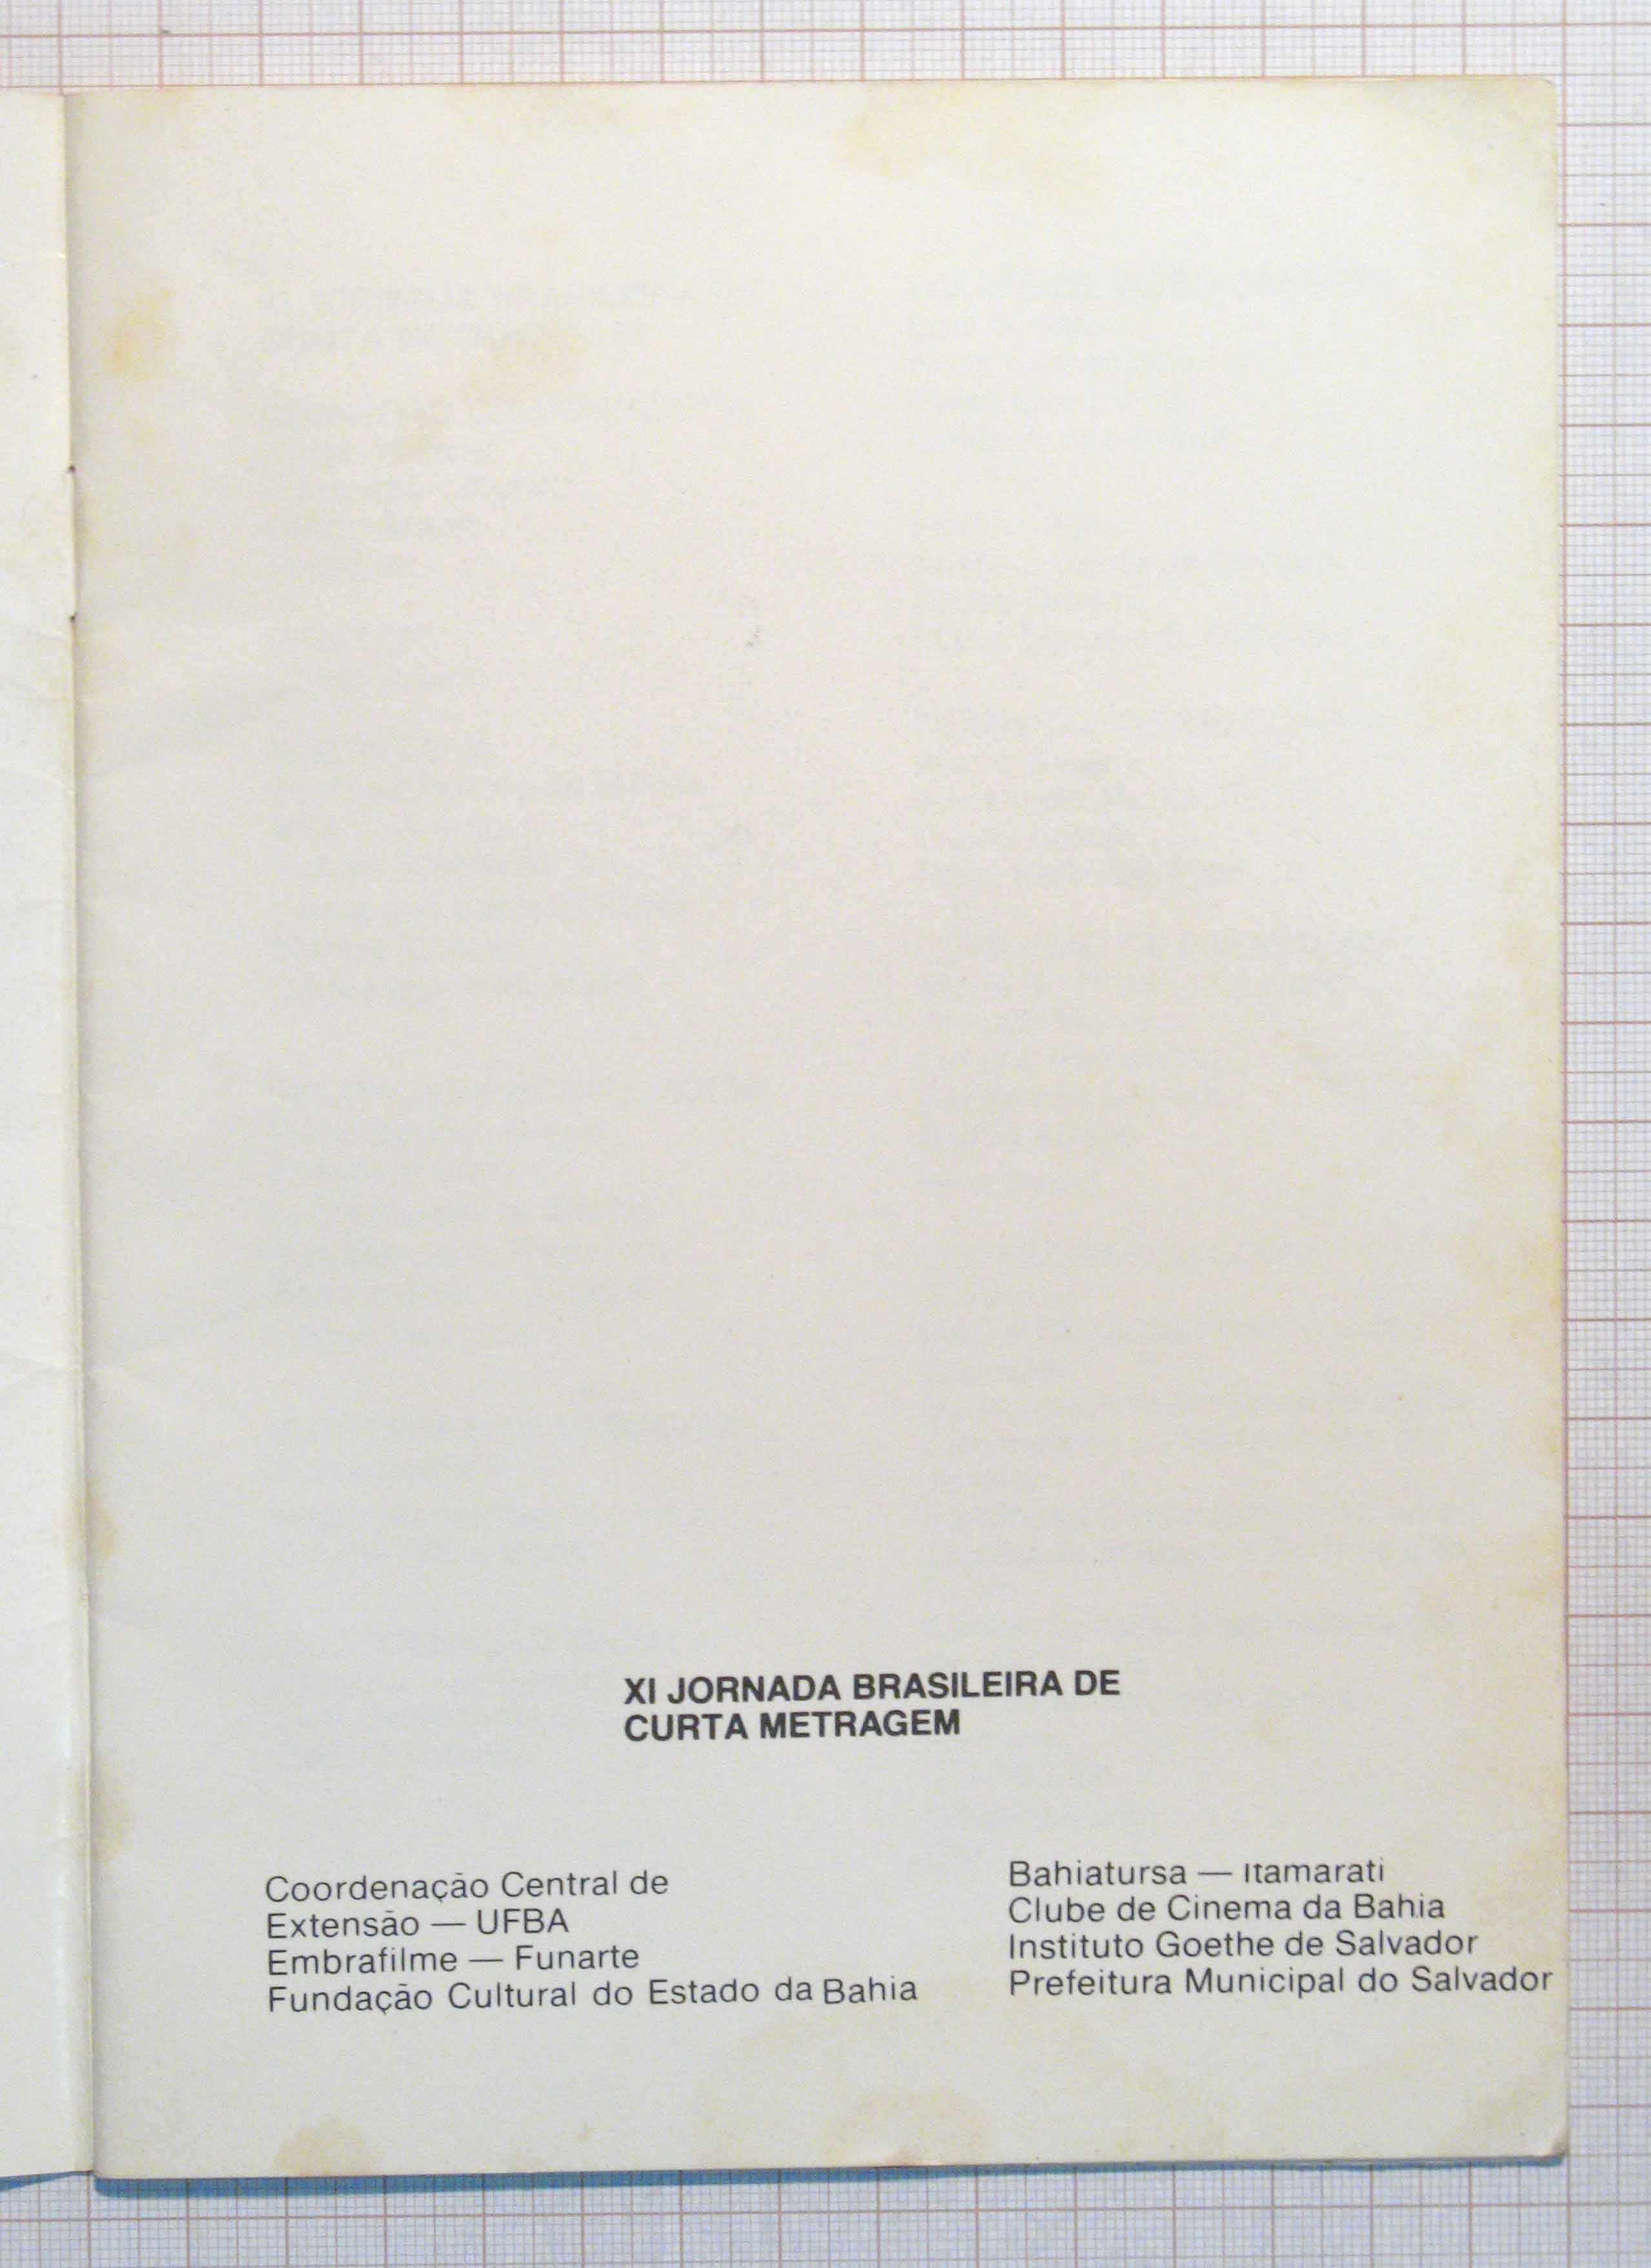 XI JORNADA BRASILEIRA DE
CURTA METRAGEM
Coordenação Central de
Extensão — UFBA
Embrafilme — Funarte
Fundação Cultural do Estado da Bahia
Bahiatursa — Itamarati
Clube de Cinema da Bahia
Instituto Goethe de Salvador
Prefeitura Municipal do Salvador